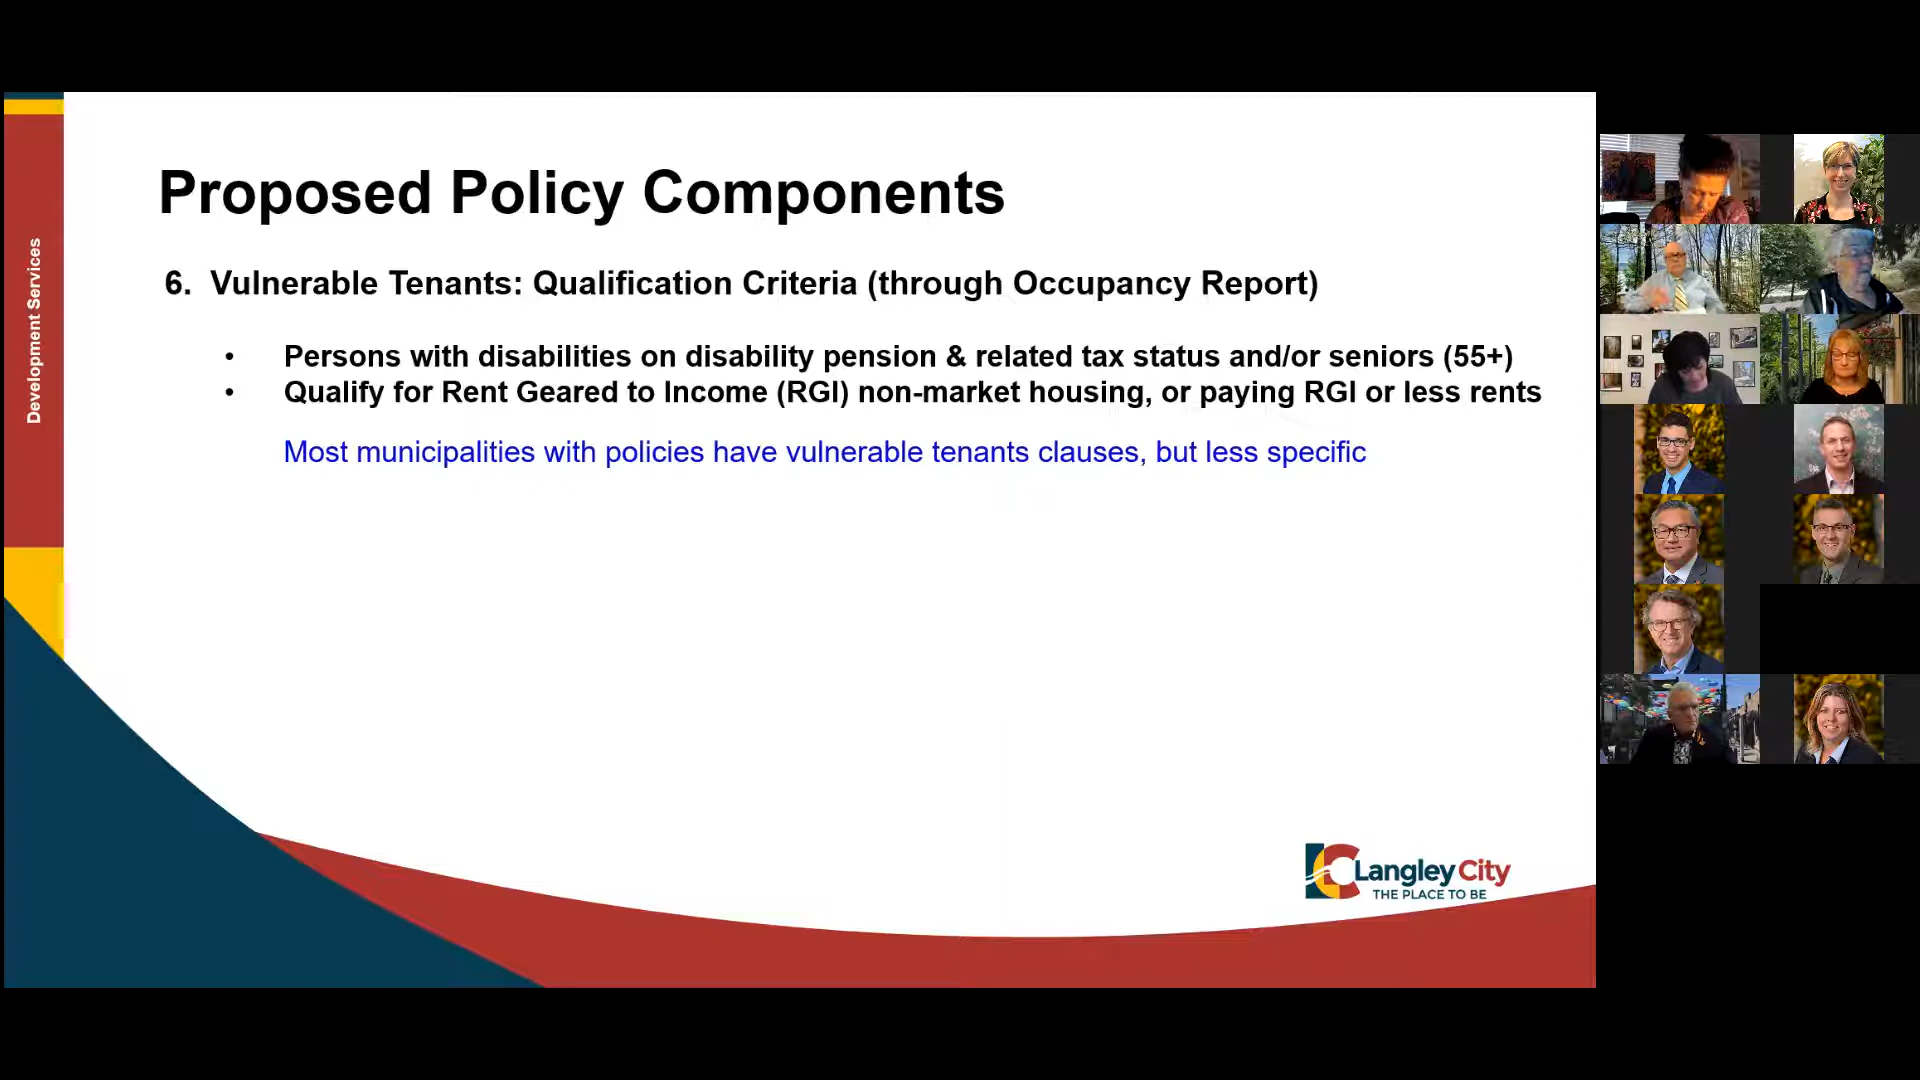 Development Services
Proposed Policy Components
6. Vulnerable Tenants: Qualification Criteria (through Occupancy Report)
• Persons with disabilities on disability pension & related tax status and/or seniors (55+)
• Qualify for Rent Geared to Income (RGI) non-market housing, or paying RGI or less rents
Most municipalities with policies have vulnerable tenants clauses, but less specific
LC Langley City
THE PLACE TO BE